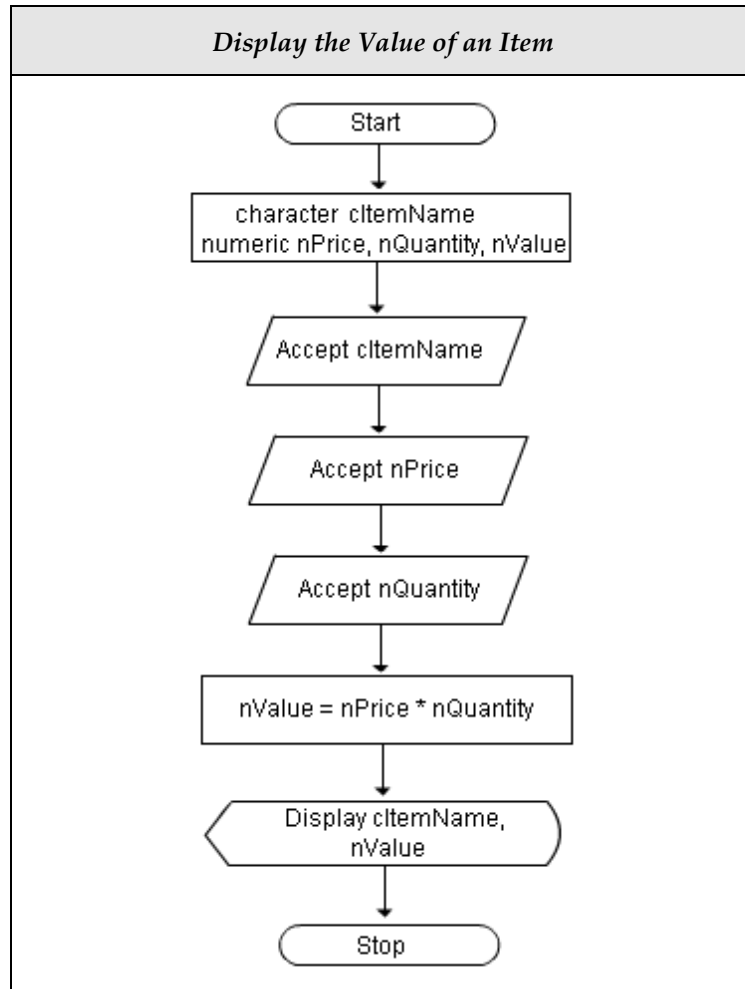 Display the Value of an Item
Start
character cItemName
numeric nPrice, nQuantity, nValue
Accept cItemName
Accept nPrice
Accept nQuantity
nValue = nPrice * nQuantity
Display cItemName,
nValue
Stop